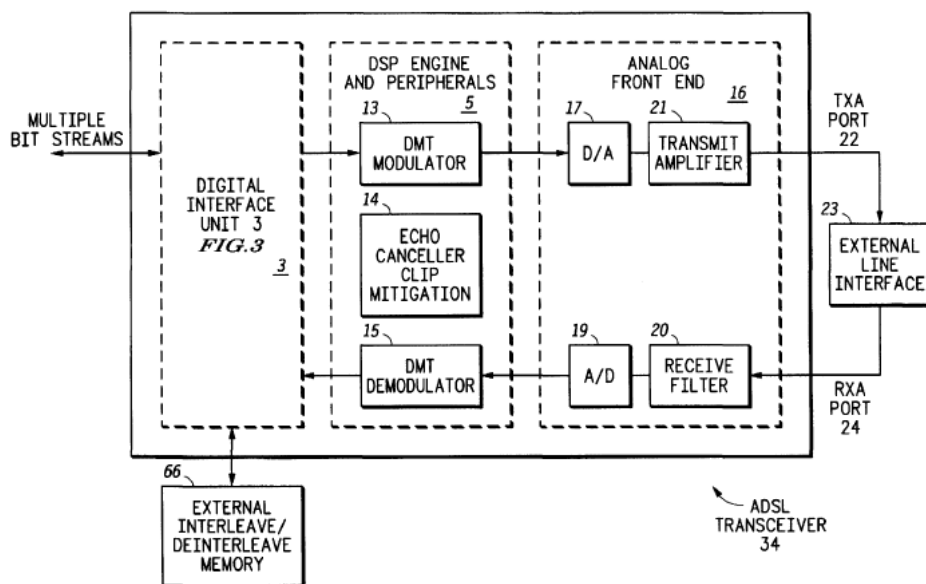 MULTIPLE
BIT STREAMS
DIGITAL
INTERFACE
UNIT 3
FIG.3
3
DSP ENGINE
AND PERIPHERALS
5
13
DMT
MODULATOR
14
ECHO
CANCELLER
CLIP
MITIGATION
15
DMT
DEMODULATOR
ANALOG
FRONT END
16
17
D/A
21
TRANSMIT
AMPLIFIER
19
A/D
20
RECEIVE
FILTER
TXA
PORT
22
23
EXTERNAL
LINE
INTERFACE
RXA
PORT
24
66
EXTERNAL
INTERLEAVE/
DEINTERLEAVE
MEMORY
ADSL
TRANSCEIVER
34